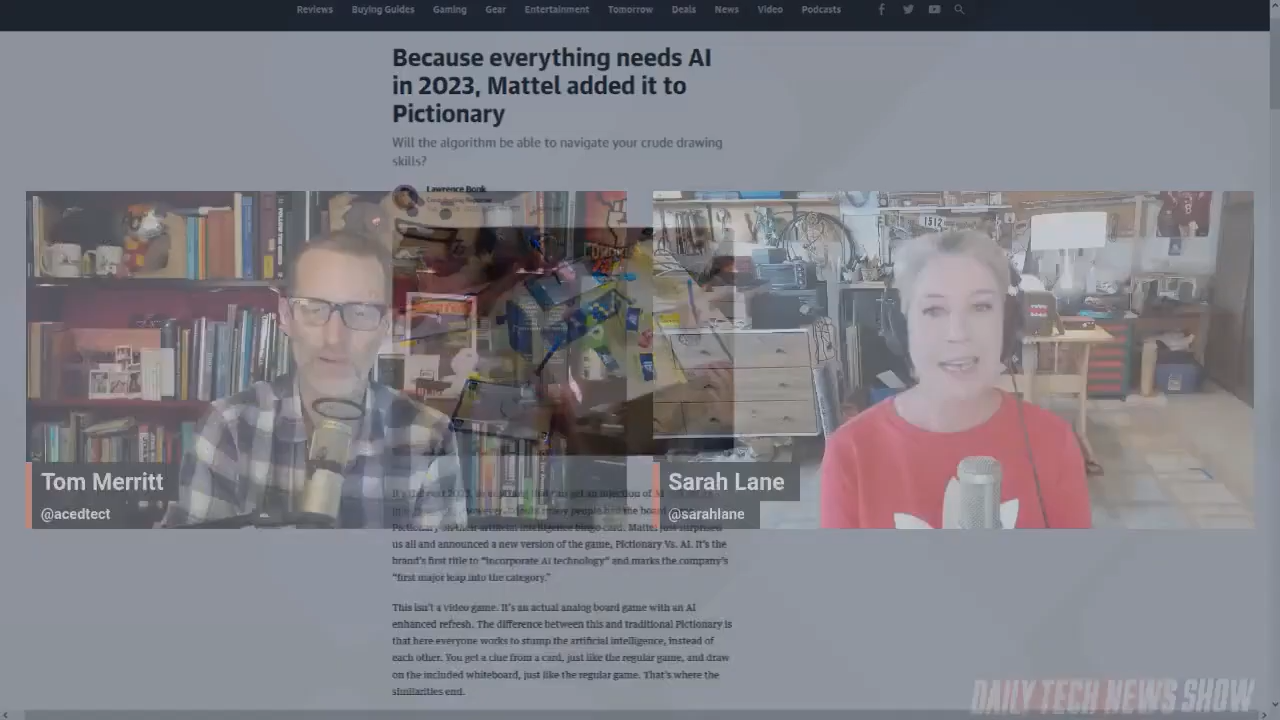 Reviews Buying Guides Gaming Gear Entertainment Tomorrow Deals News Video Podcasts
Because everything needs AI
in 2023, Mattel added it to
Pictionary
Will the algorithm be able to navigate your crude drawing
skills?
Lawrence Bonk
1512
Tom Merritt
@acedtect
Sarah Lane
@sarahlane
us all and announced a new version of the game, Pictionary Vs. AI. It's the
brand's first title to "incorporate AI technology" and marks the company's
"first major leap into the category."
This isn't a video game. It's an actual analog board game with an AI
enhanced refresh. The difference between this and traditional Pictionary is
that here everyone works to stump the artificial intelligence, instead of
each other. You get a clue from a card, just like the regular game, and draw
on the included whiteboard, just like the regular game. That's where the
similarities end.
DAILY TECH NEWS SHOW